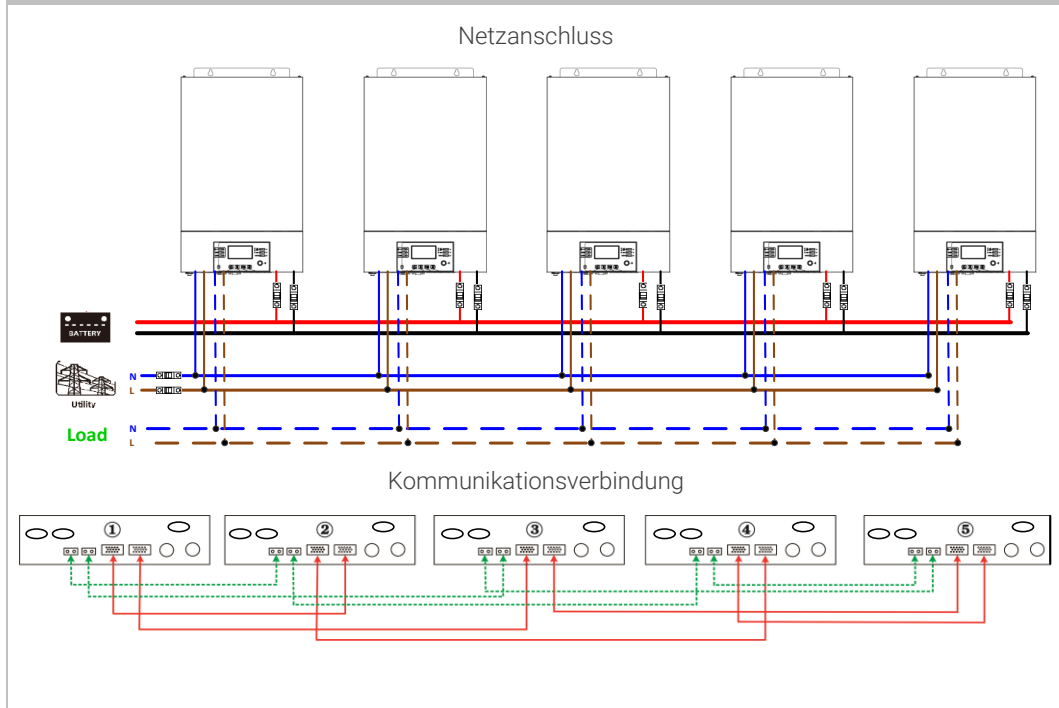 Netzanschluss
BATTERY
N
L
Utility
Load
N
L
Kommunikationsverbindung
① ② ③ ④ ⑤